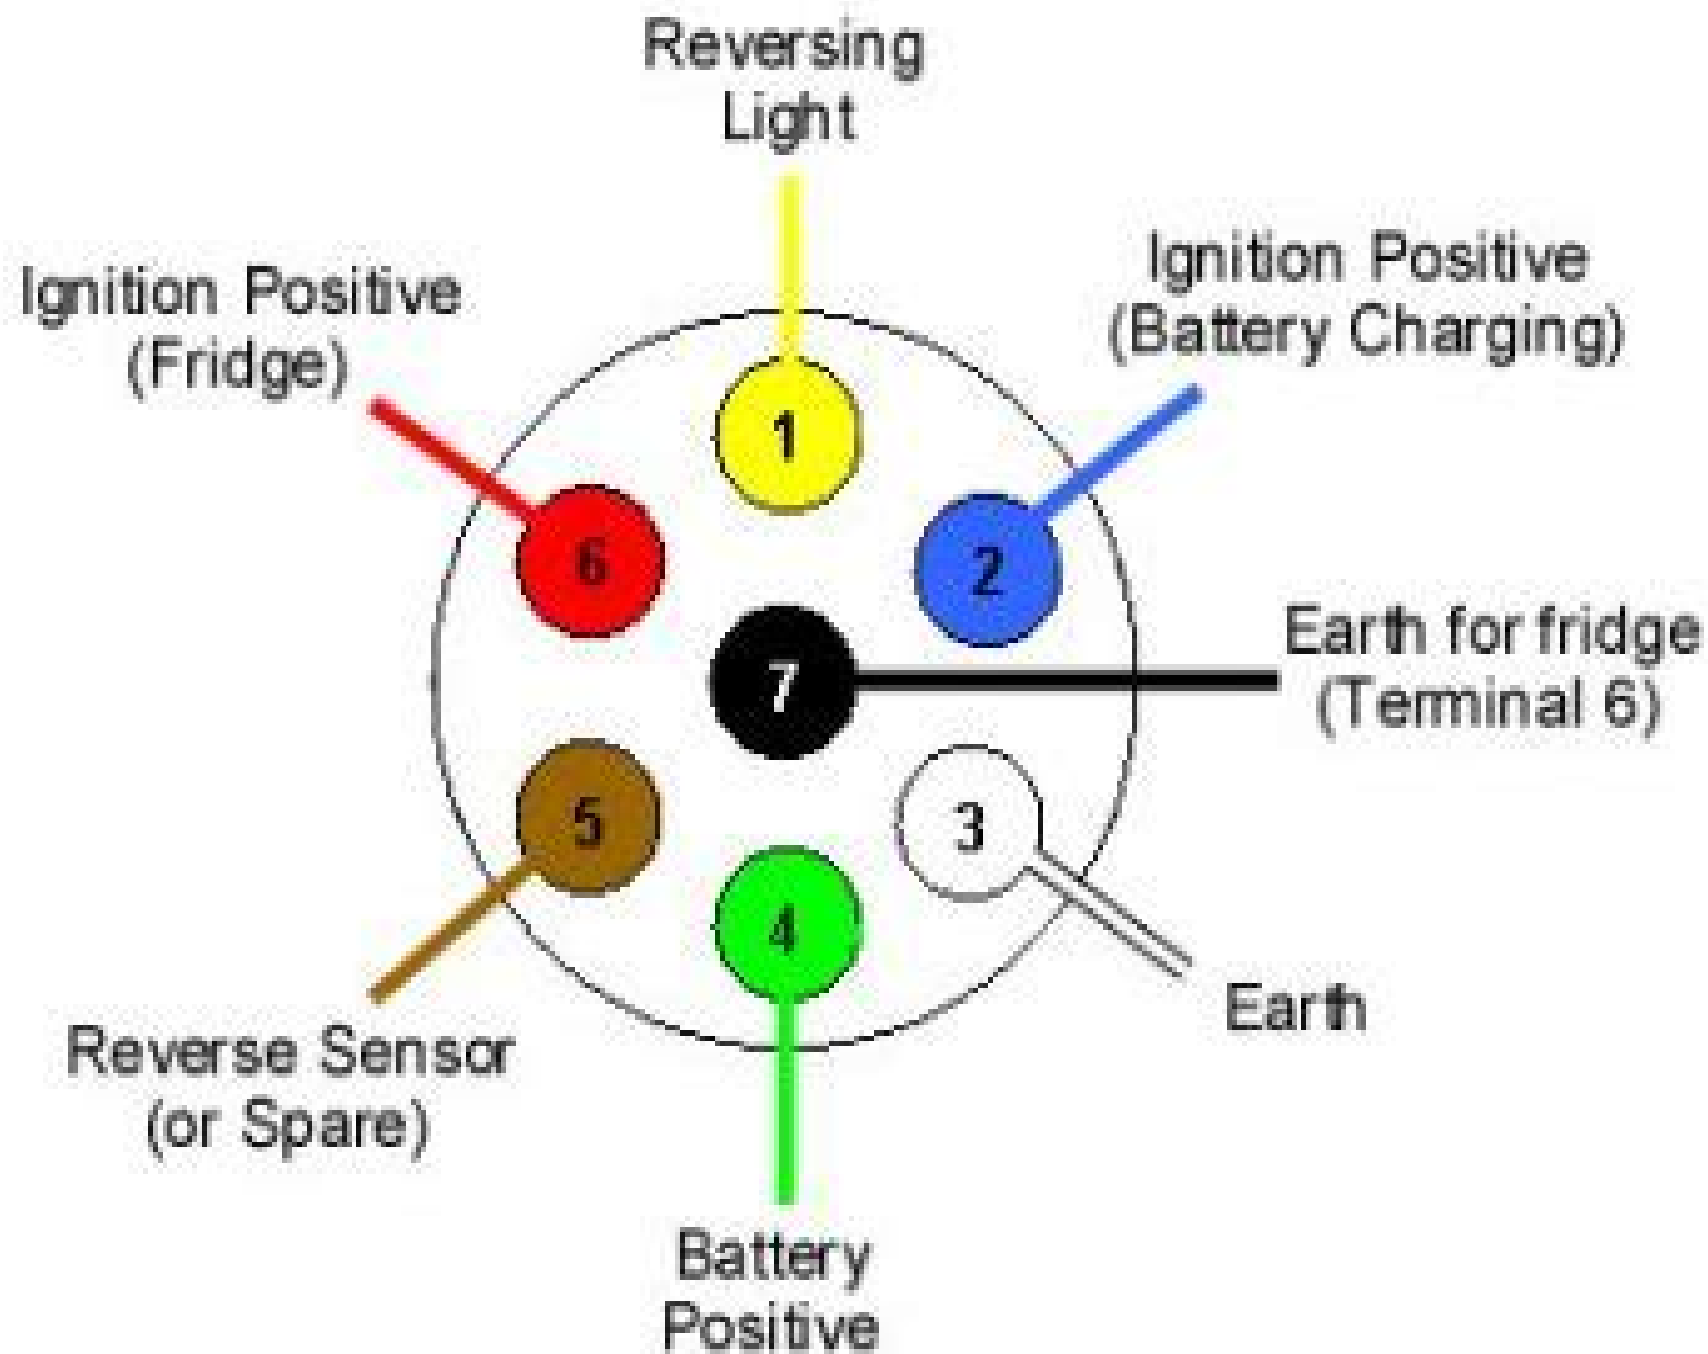 Reversing
Light
Ignition Positive
(Battery Charging)
Ignition Positive
(Fridge)
1
6
2
7
Earth for fridge
(Terminal 6)
5
3
4
Earth
Reverse Sensor
(or Spare)
Battery
Positive